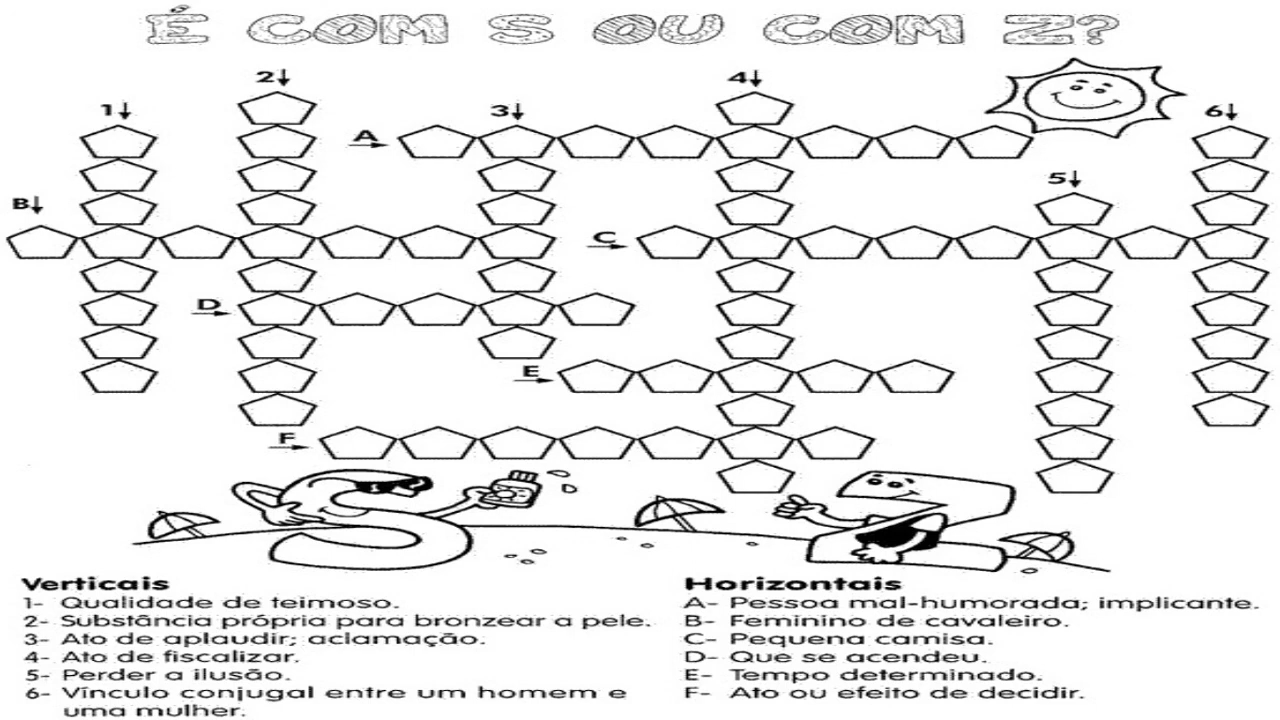 É COM S OU COM Z?
2↓
4↓
1↓
3↓
6↓
A
5↓
B↓
C
D
E
F
Verticais
1- Qualidade de teimoso.
2- Substância própria para bronzear a pele.
3- Ato de aplaudir; aclamação.
4- Ato de fiscalizar.
5- Perder a ilusão.
6- Vínculo conjugal entre um homem e
uma mulher.
Horizontais
A- Pessoa mal-humorada; implicante.
B- Feminino de cavaleiro.
C- Pequena camisa.
D- Que se acendeu.
E- Tempo determinado.
F- Ato ou efeito de decidir.